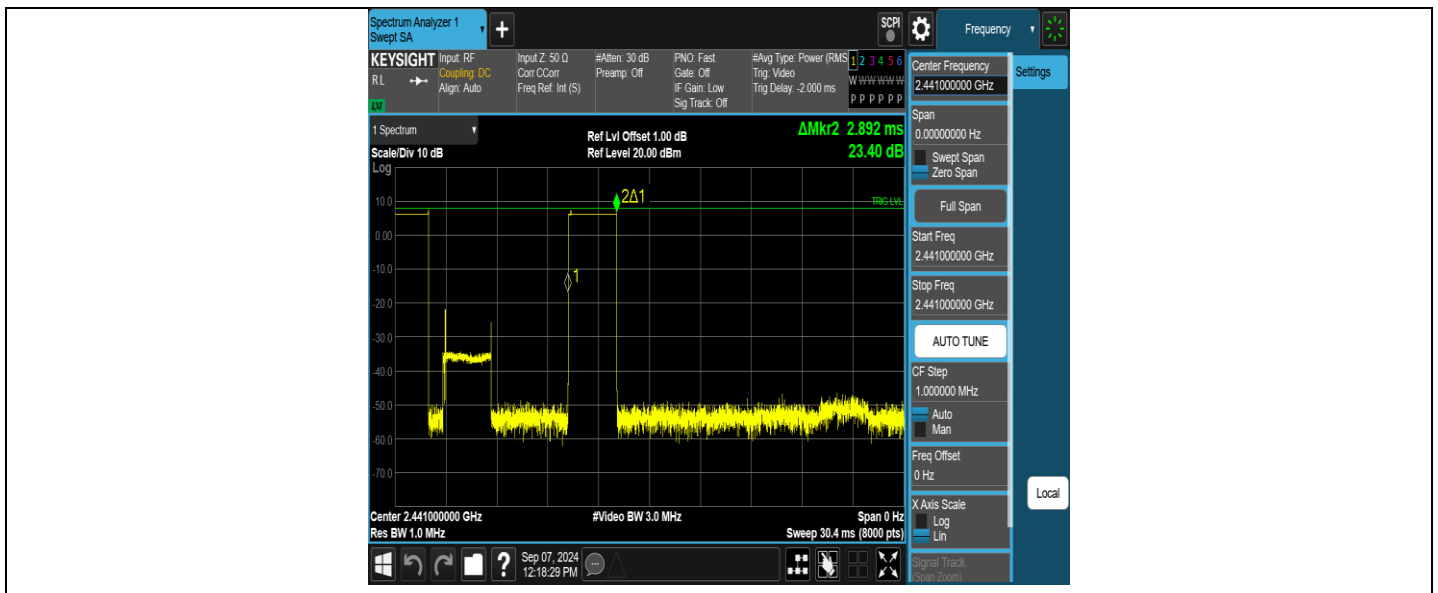 Spectrum Analyzer 1
Swept SA
+
SCPI
Frequency
KEYSIGHT
RL
LXI
Input: RF
Coupling: DC
Align: Auto
Input Z: 50 Ω
Corr CCorr
Freq Ref: Int (S)
#Atten: 30 dB
Preamp: Off
PNO: Fast
Gate: Off
IF Gain: Low
Sig Track: Off
#Avg Type: Power (RMS
Trig: Video
Trig Delay: -2.000 ms
1 2 3 4 5 6
W W W W W W
P P P P P P
1 Spectrum
Scale/Div 10 dB
Log
Ref Lvl Offset 1.00 dB
Ref Level 20.00 dBm
ΔMkr2 2.892 ms
23.40 dB
10.0
0.00
-10.0
-20.0
-30.0
-40.0
-50.0
-60.0
-70.0
2Δ1
TRIG LVL
1
Center 2.441000000 GHz
Res BW 1.0 MHz
#Video BW 3.0 MHz
Span 0 Hz
Sweep 30.4 ms (8000 pts)
?
Sep 07, 2024
12:18:29 PM
Center Frequency
2.441000000 GHz
Settings
Span
0.00000000 Hz
Swept Span
Zero Span
Full Span
Start Freq
2.441000000 GHz
Stop Freq
2.441000000 GHz
AUTO TUNE
CF Step
1.000000 MHz
Auto
Man
Freq Offset
0 Hz
Local
X Axis Scale
Log
Lin
Signal Track
(Span Zoom)